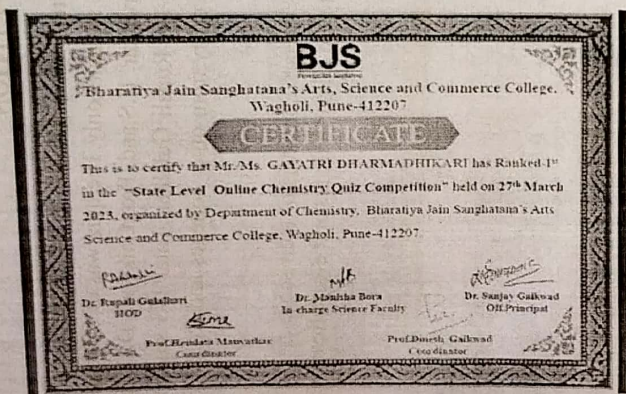 BJS
Bharatiya Jain Sanghatana's Arts, Science and Commerce College,
Wagholi, Pune-412207
CERTIFICATE
This is to certify that Mr./Ms. GAYATRI DHARMADHIKARI has Ranked-1st
in the "State Level Online Chemistry Quiz Competition" held on 27th March
2023, organized by Department of Chemistry, Bharatiya Jain Sanghatana's Arts
Science and Commerce College, Wagholi, Pune-412207.
Dr. Rupali Gulalkari
HOD
Dr. Manisha Bora
In-charge Science Faculty
Dr. Sanjay Gaikwad
Off.Principal
Prof.
Coordinator
Prof.Dinesh Gaikwad
Coordinator